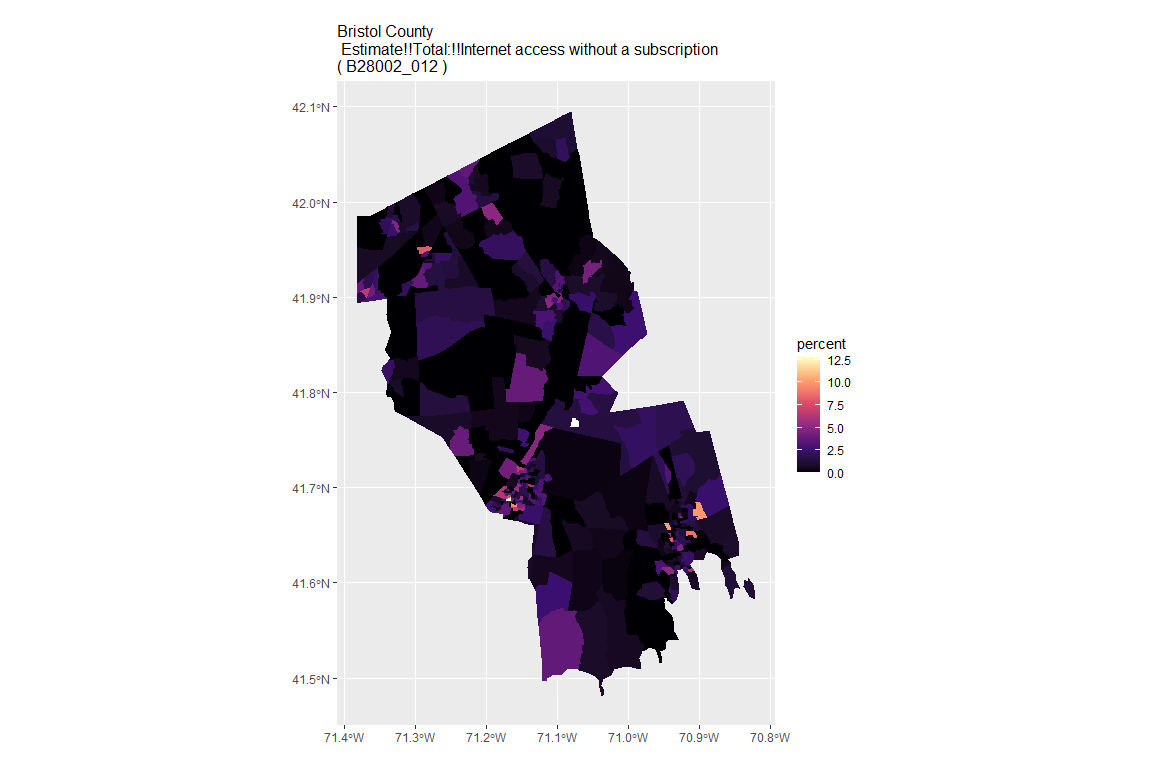 Bristol County
Estimate!!Total:!!Internet access without a subscription
( B28002_012 )
42.1°N
42.0°N
41.9°N
41.8°N
41.7°N
41.6°N
41.5°N
71.4°W 71.3°W 71.2°W 71.1°W 71.0°W 70.9°W 70.8°W
percent
12.5
10.0
7.5
5.0
2.5
0.0